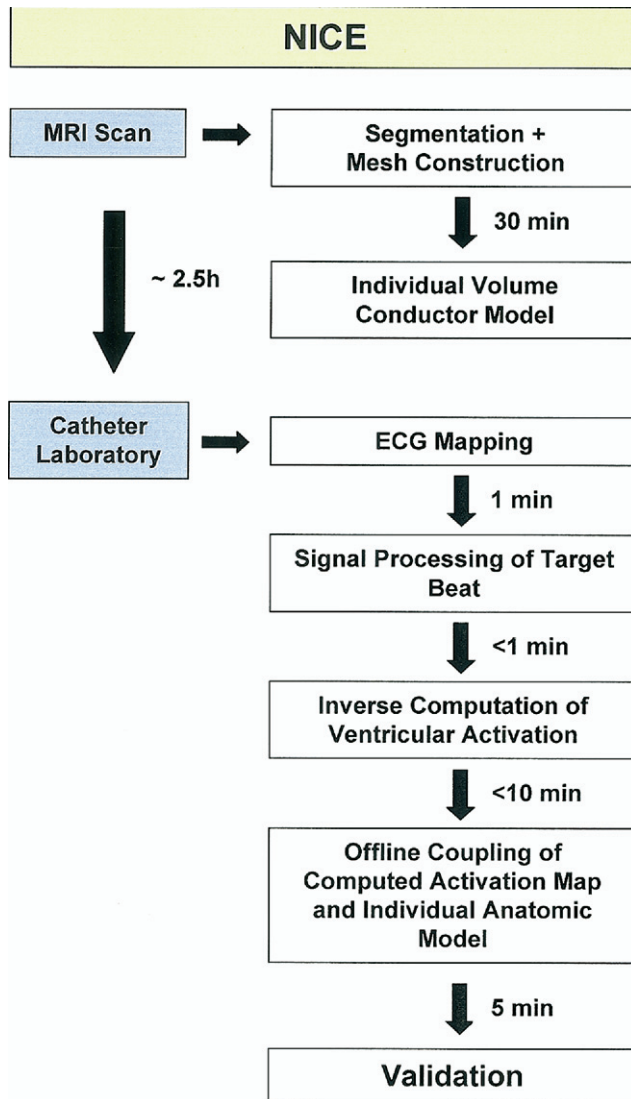 NICE
MRI Scan
Segmentation +
Mesh Construction
30 min
~ 2.5h
Individual Volume
Conductor Model
Catheter
Laboratory
ECG Mapping
1 min
Signal Processing of Target
Beat
<1 min
Inverse Computation of
Ventricular Activation
<10 min
Offline Coupling of
Computed Activation Map
and Individual Anatomic
Model
5 min
Validation